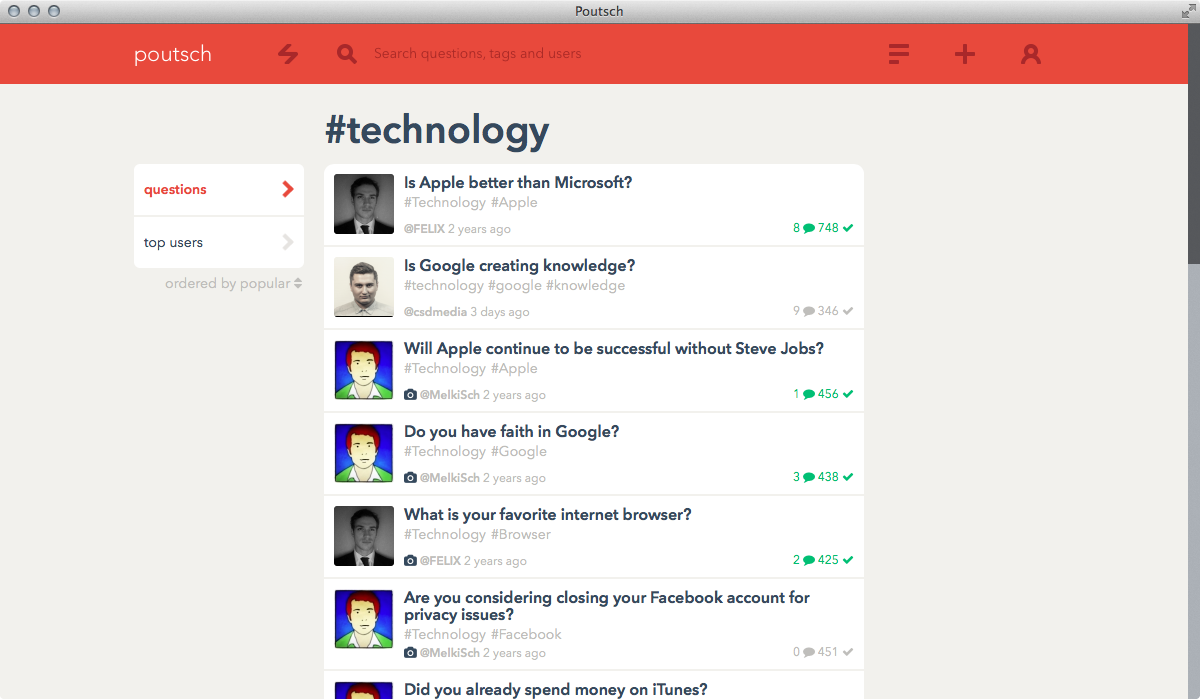 Poutsch
poutsch
Search questions, tags and users
#technology
questions
top users
ordered by popular
Is Apple better than Microsoft?
#Technology #Apple
@FELIX 2 years ago
8 748
Is Google creating knowledge?
#technology #google #knowledge
@csdmedia 3 days ago
9 346
Will Apple continue to be successful without Steve Jobs?
#Technology #Apple
@MelkiSch 2 years ago
1 456
Do you have faith in Google?
#Technology #Google
@MelkiSch 2 years ago
3 438
What is your favorite internet browser?
#Technology #Browser
@FELIX 2 years ago
2 425
Are you considering closing your Facebook account for
privacy issues?
#Technology #Facebook
@MelkiSch 2 years ago
0 451
Did you already spend money on iTunes?